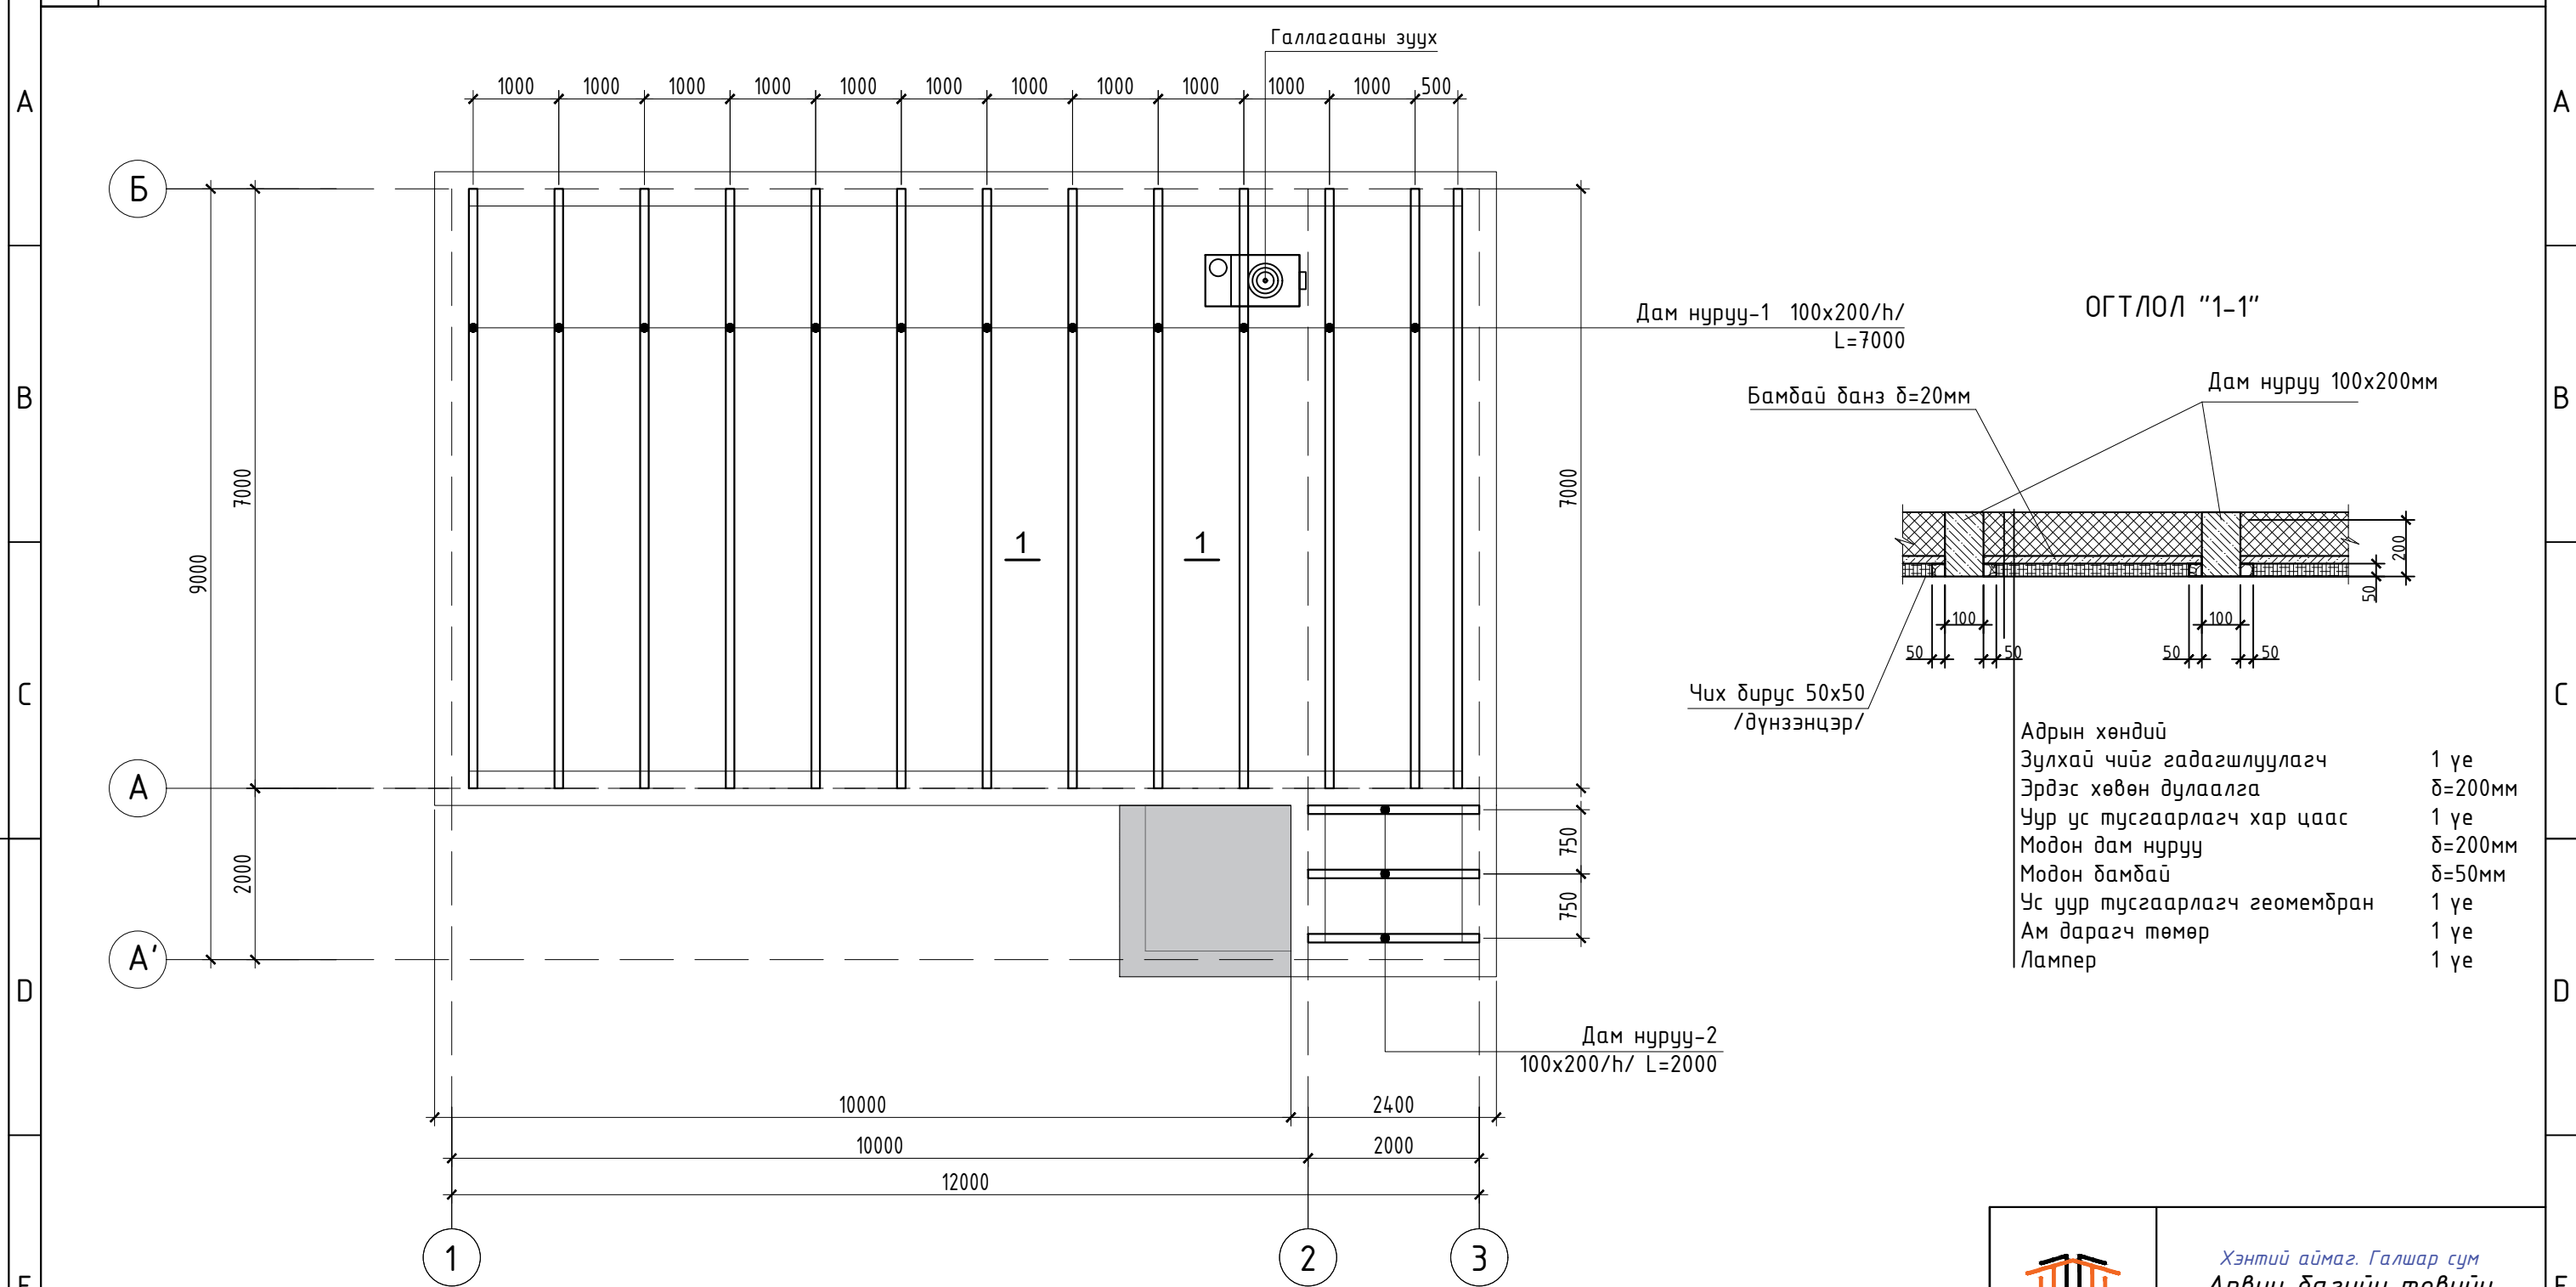 Галлагааны зуух
A
A
1000 1000 1000 1000 1000 1000 1000 1000 1000 1000 1000 500
Б
Дам нуруу-1 100x200/h/
L=7000
ОГТЛОЛ "1-1"
B
B
Бамбай банз δ=20мм
Дам нуруу 100x200мм
7000
7000
9000
1
1
200
50
100
100
50
50
50
50
C
C
Чих бирус 50x50
/дүнзэнцэр/
Адрын хөндий
Зулхай чийг гадагшлуулагч 1 үе
Эрдэс хөвөн дулаалга δ=200мм
Уур ус тусгаарлагч хар цаас 1 үе
Модон дам нуруу δ=200мм
Модон бамбай δ=50мм
Ус уур тусгаарлагч геомембран 1 үе
Ам дарагч төмөр 1 үе
Лампер 1 үе
А
2000
750
750
А'
D
D
Дам нуруу-2
100x200/h/ L=2000
10000 2400
10000 2000
12000
1
2
3
Хэнтий аймаг. Галшар сум